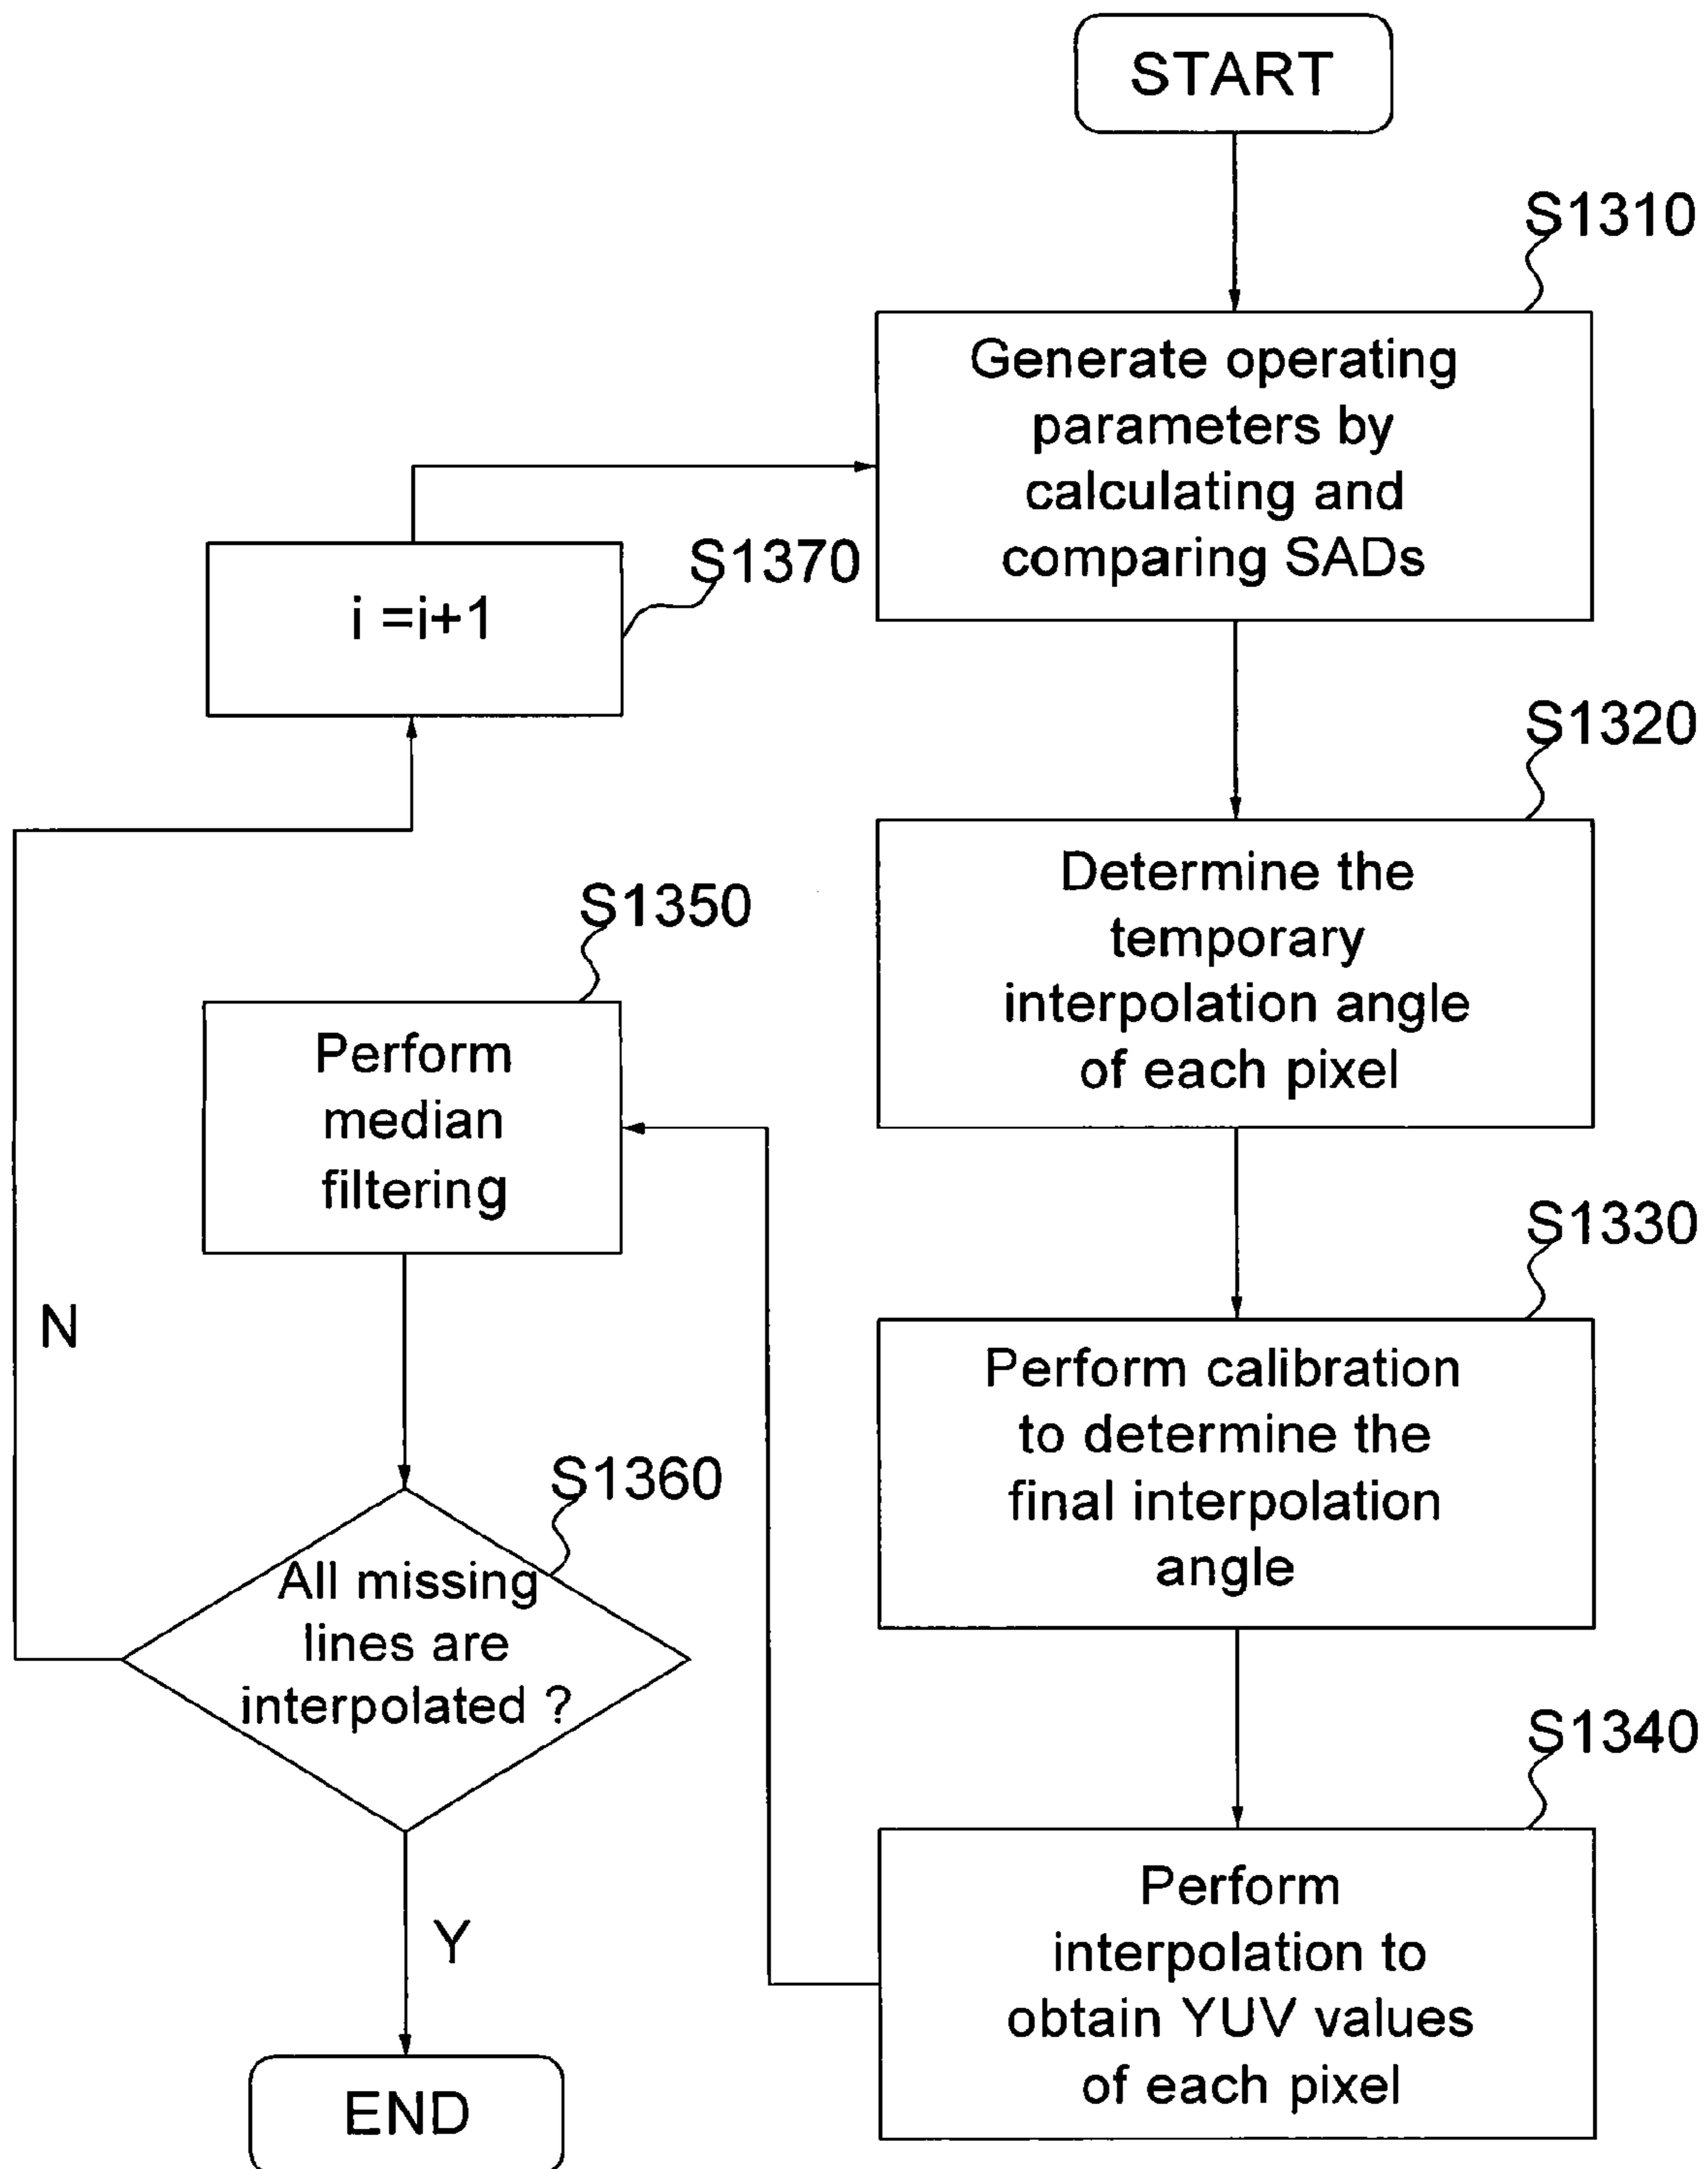 START
S1310
Generate operating
parameters by
calculating and
comparing SADs
S1370
i =i+1
S1320
Determine the
temporary
interpolation angle
of each pixel
S1350
Perform
median
filtering
S1330
Perform calibration
to determine the
final interpolation
angle
N
S1360
All missing
lines are
interpolated ?
S1340
Perform
interpolation to
obtain YUV values
of each pixel
Y
END